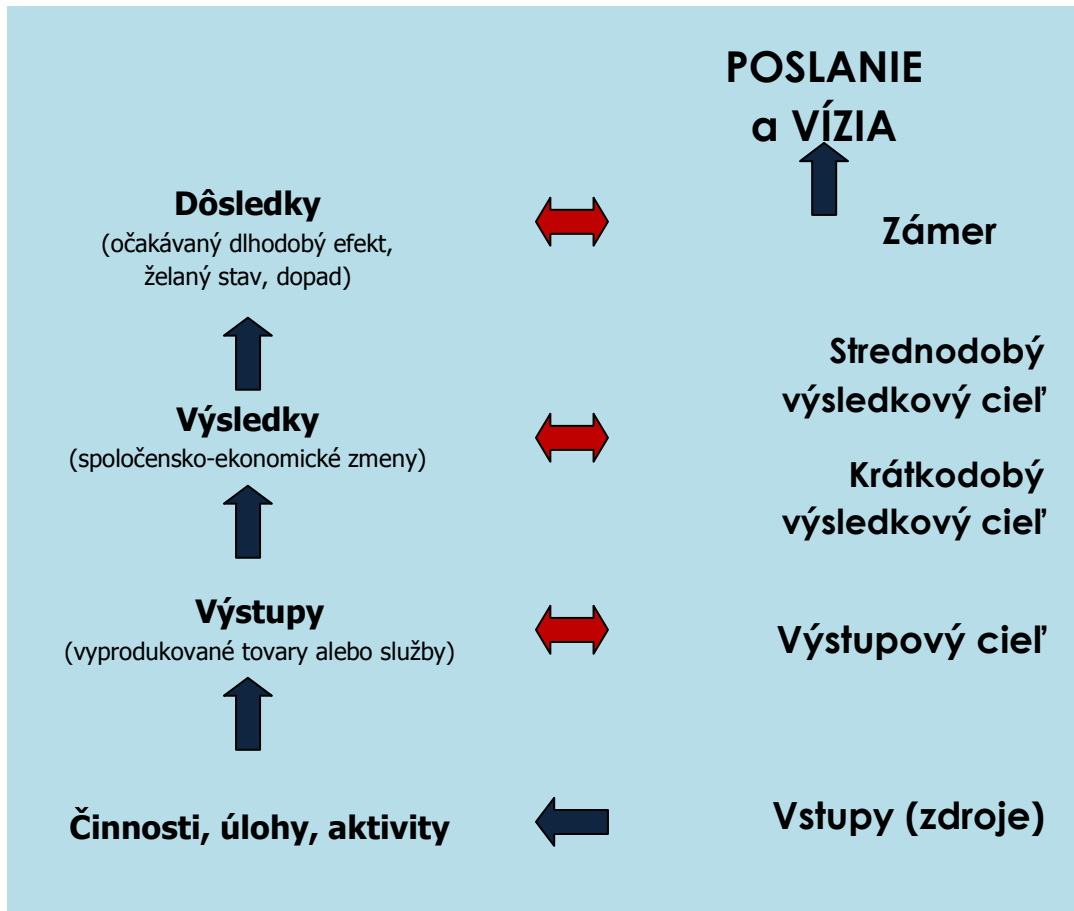 POSLANIE
a VÍZIA
Dôsledky
(očakávaný dlhodobý efekt,
želaný stav, dopad)
Zámer
Strednodobý
výsledkový cieľ
Výsledky
(spoločensko-ekonomické zmeny)
Krátkodobý
výsledkový cieľ
Výstupy
(vyprodukované tovary alebo služby)
Výstupový cieľ
Činnosti, úlohy, aktivity
Vstupy (zdroje)